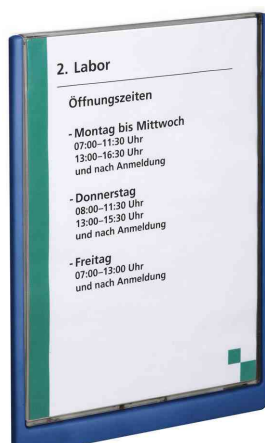 2. Labor
Öffnungszeiten
- Montag bis Mittwoch
07:00–11:30 Uhr
13:00–16:30 Uhr
und nach Anmeldung
- Donnerstag
08:00–11:30 Uhr
13:00–15:30 Uhr
und nach Anmeldung
- Freitag
07:00–13:00 Uhr
und nach Anmeldung